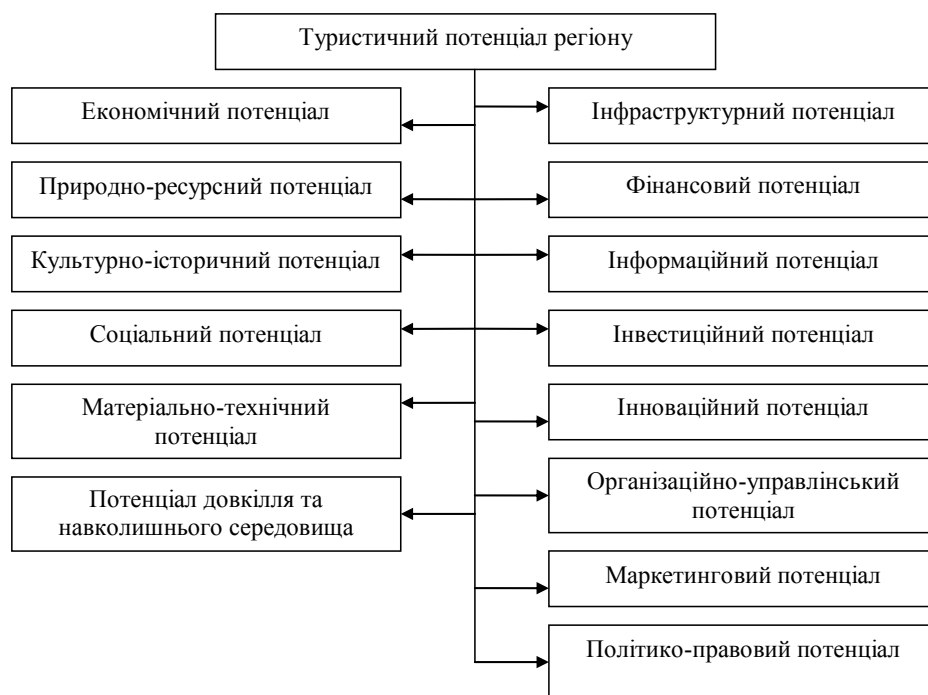 Туристичний потенціал регіону
Економічний потенціал
Природно-ресурсний потенціал
Культурно-історичний потенціал
Соціальний потенціал
Матеріально-технічний
потенціал
Потенціал довкілля та
навколишнього середовища
Інфраструктурний потенціал
Фінансовий потенціал
Інформаційний потенціал
Інвестиційний потенціал
Інноваційний потенціал
Організаційно-управлінський
потенціал
Маркетинговий потенціал
Політико-правовий потенціал